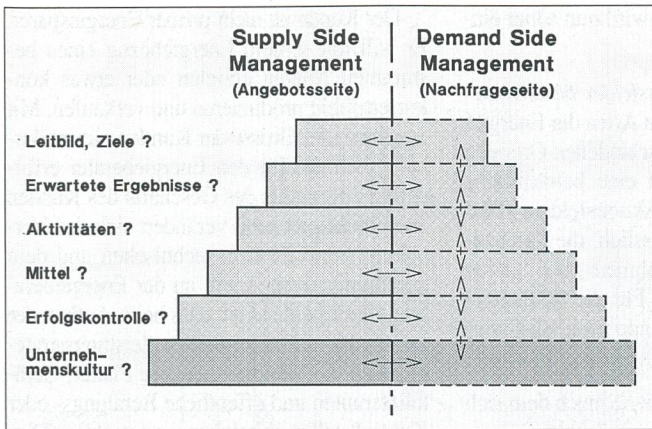 Supply Side
Management
(Angebotsseite)
Demand Side
Management
(Nachfrageseite)
Leitbild, Ziele ?
Erwartete Ergebnisse ?
Aktivitäten ?
Mittel ?
Erfolgskontrolle ?
Unterneh-
menskultur ?